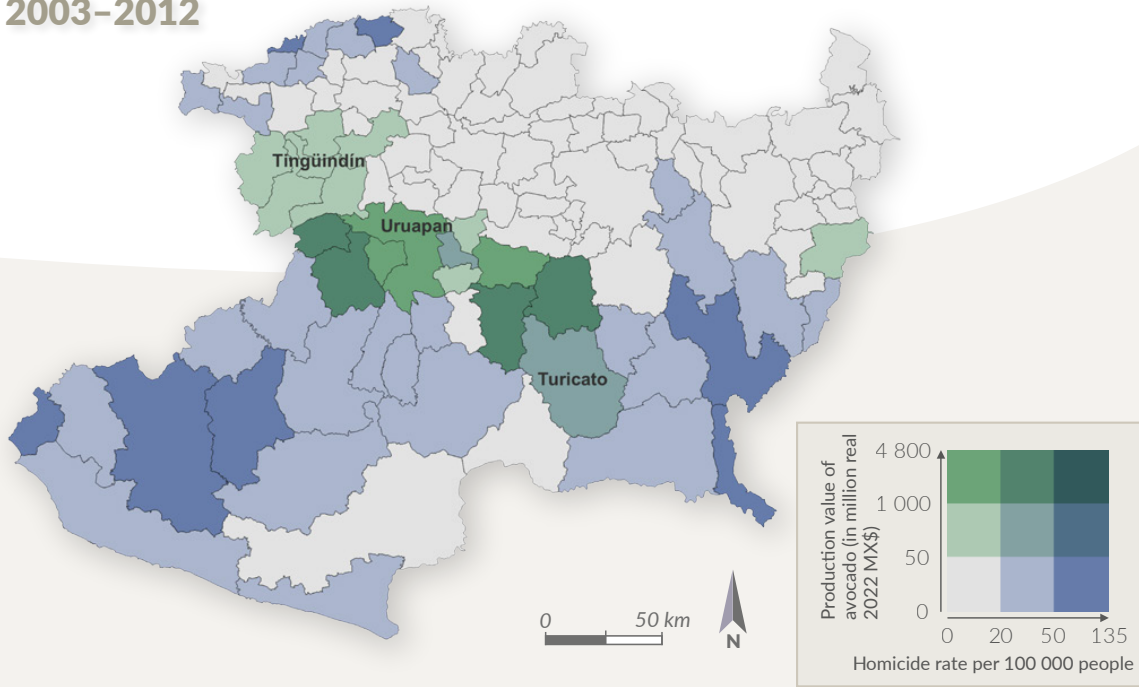 2003–2012
Tingüindín
Uruapan
Turicato
0 50 km
N
Production value of
avocado (in million real
2022 MX$)
4 800
1 000
50
0
0 20 50 135
Homicide rate per 100 000 people